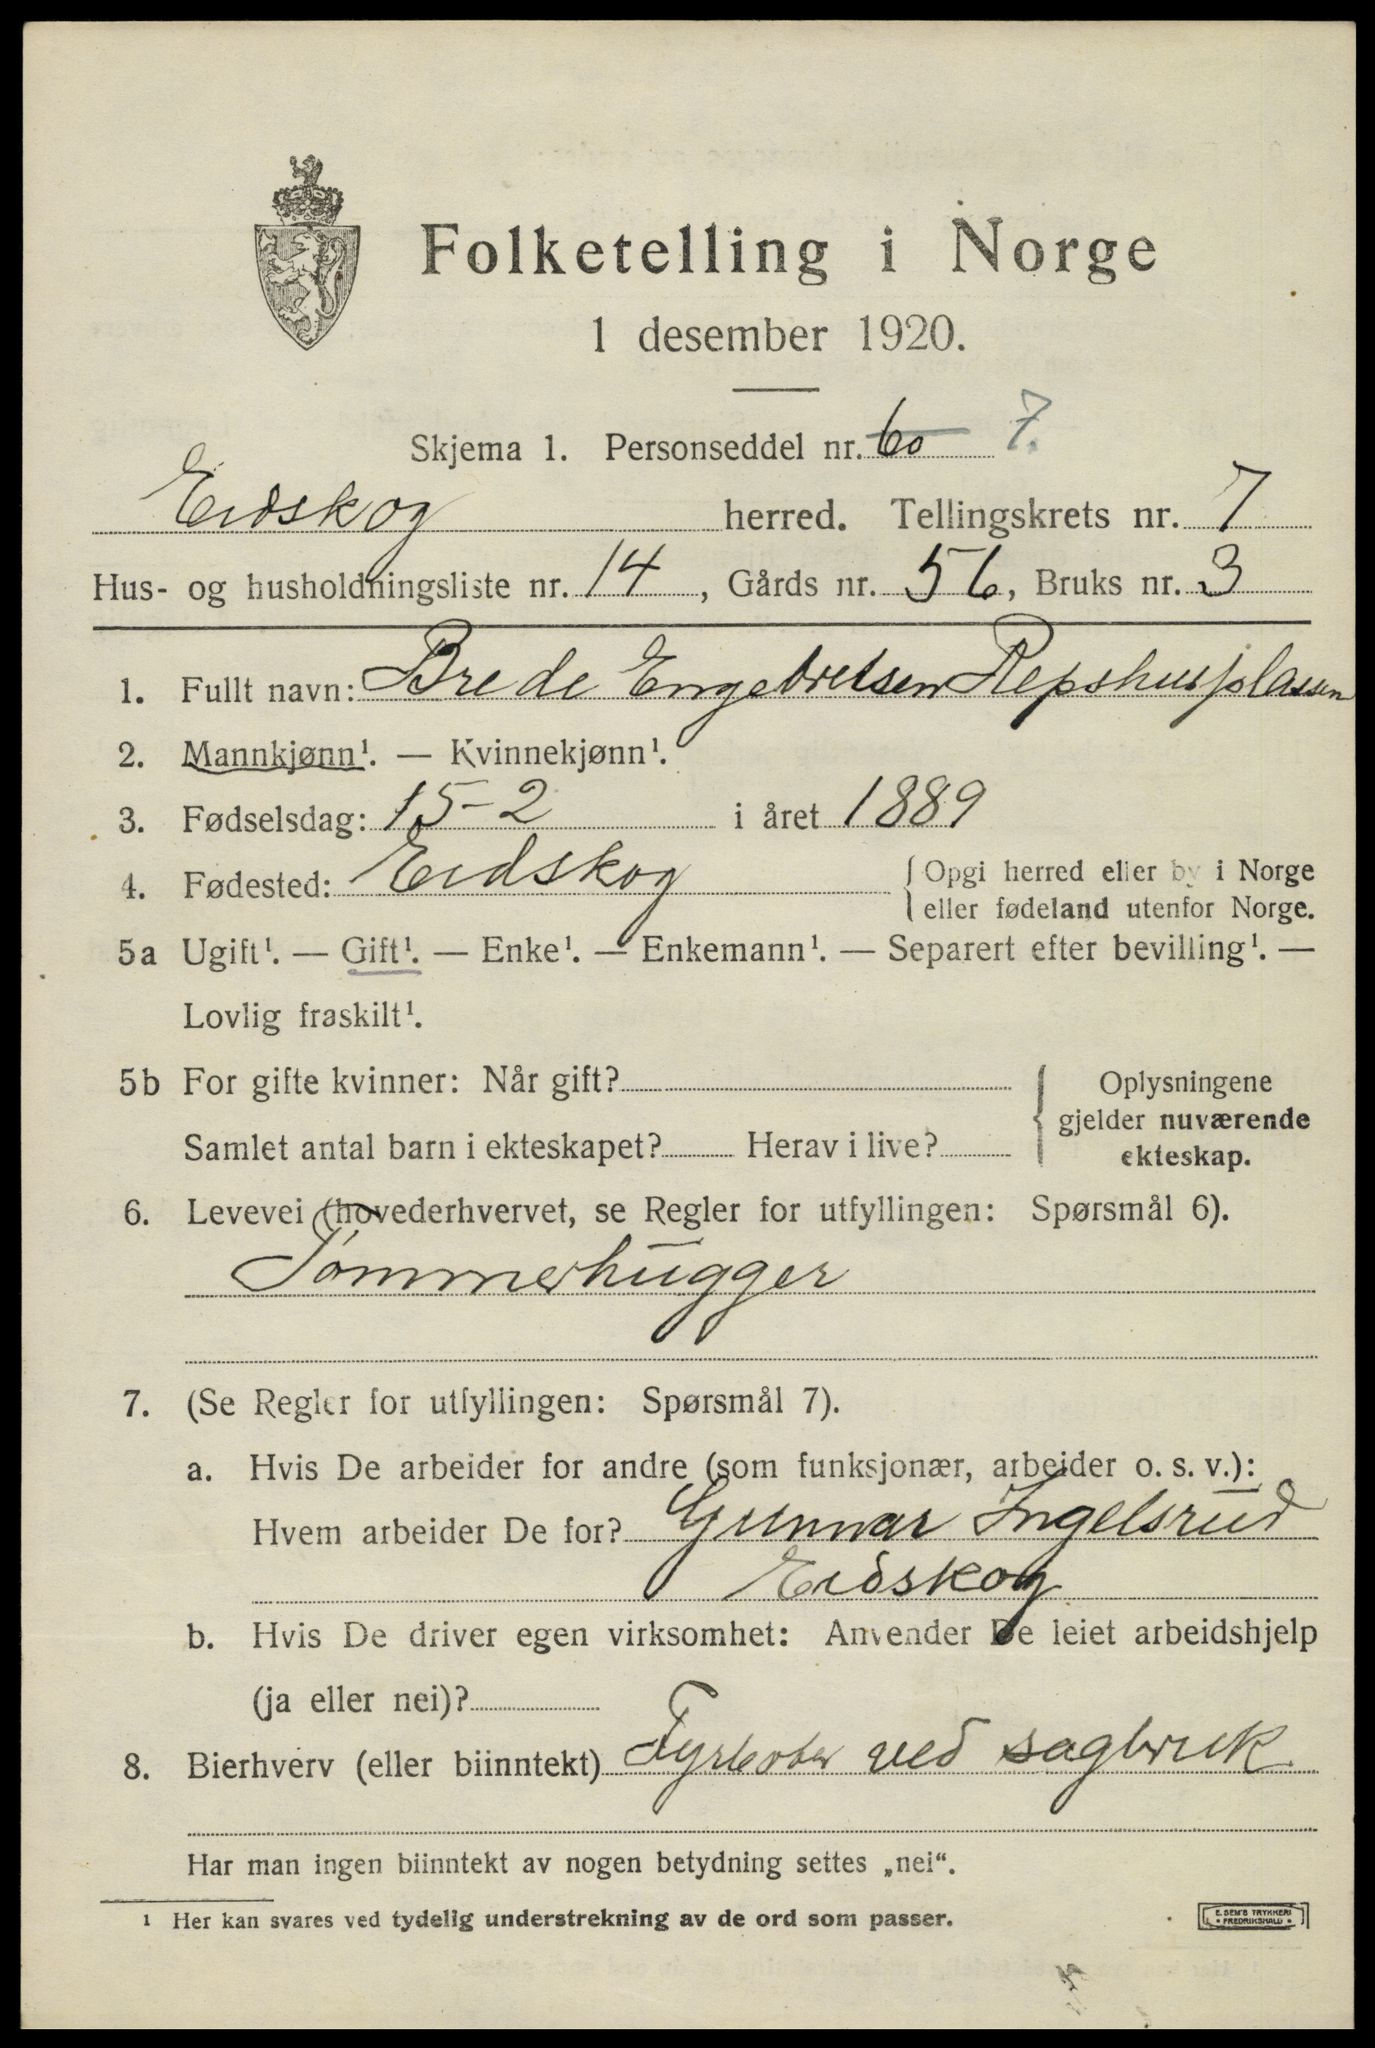 Folketelling i Norge
1 desember 1920.
Skjema 1. Personseddel nr. 60 7.
Eidskog herred. Tellingskrets nr. 7
Hus- og husholdningsliste nr. 14, Gårds nr. 56, Bruks nr. 3
1. Fullt navn: Brede Engebretsen Repshusplassen
2. Mannkjønn¹. — Kvinnekjønn¹.
3. Fødselsdag: 15-2 i året 1889
4. Fødested: Eidskog { Opgi herred eller by i Norge
eller fødeland utenfor Norge.
5a Ugift¹. — Gift¹. — Enke¹. — Enkemann¹. — Separert efter bevilling¹. —
Lovlig fraskilt¹.
5b For gifte kvinner: Når gift? { Oplysningene
gjelder nuværende
Samlet antal barn i ekteskapet? Herav i live? ekteskap.
6. Levevei (hovederhvervet, se Regler for utfyllingen: Spørsmål 6).
Tømmerhugger
7. (Se Regler for utfyllingen: Spørsmål 7).
a. Hvis De arbeider for andre (som funksjonær, arbeider o. s. v.):
Hvem arbeider De for? Gunnar Ingelsrud
Eidskog
b. Hvis De driver egen virksomhet: Anvender De leiet arbeidshjelp
(ja eller nei)?
8. Bierhverv (eller biinntekt) Fyrbøter ved sagbruk
Har man ingen biinntekt av nogen betydning settes „nei“.
¹ Her kan svares ved tydelig understrekning av de ord som passer.
E. SEM'S TRYKKERI
FREDRIKSHALD